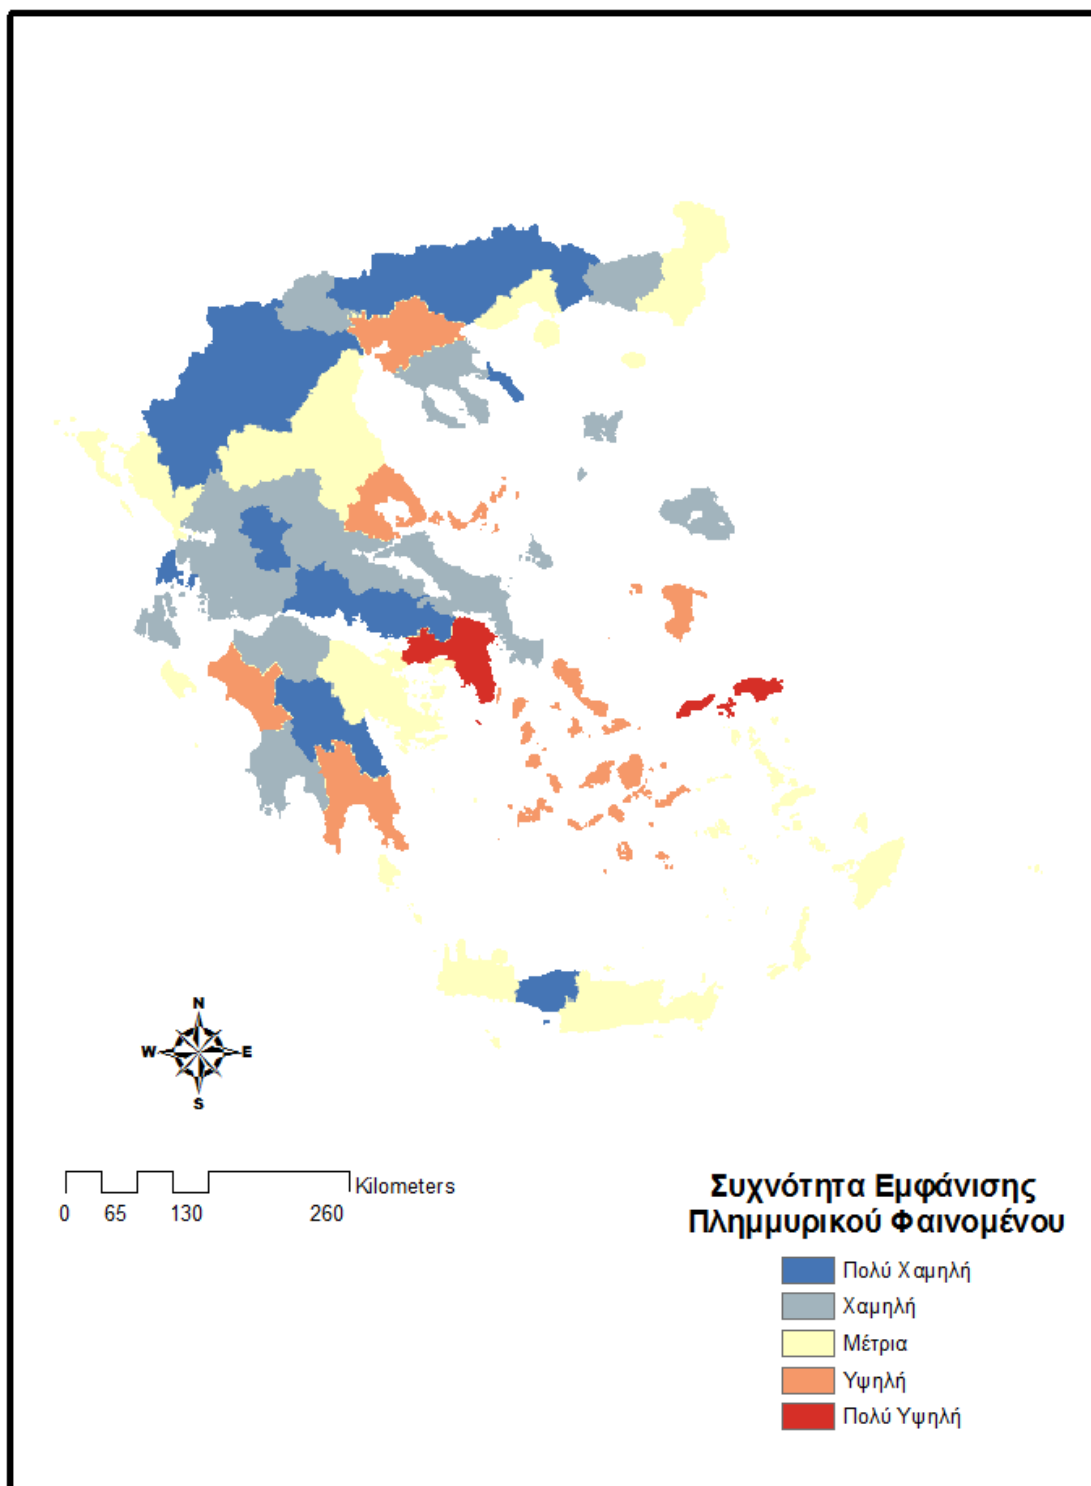 N
W E
S
Kilometers
0 65 130 260
Συχνότητα Εμφάνισης
Πλημμυρικού Φαινομένου
Πολύ Χαμηλή
Χαμηλή
Μέτρια
Υψηλή
Πολύ Υψηλή